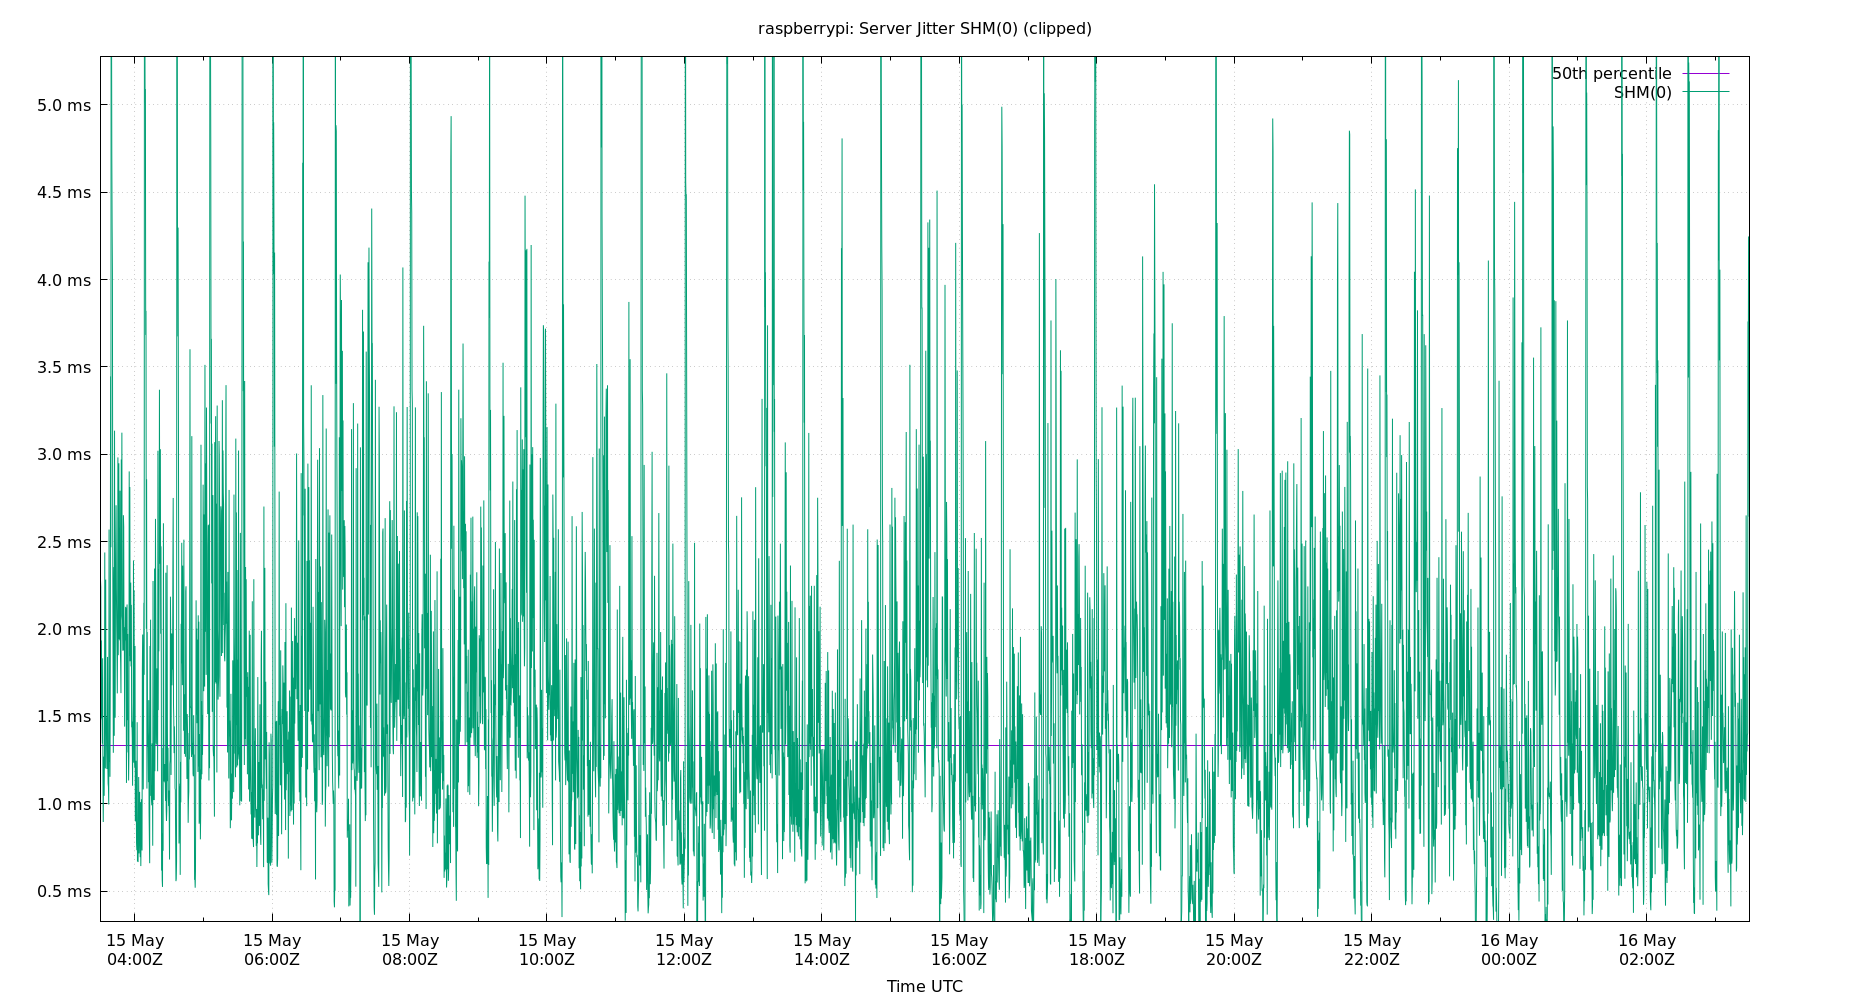 raspberrypi: Server Jitter SHM(0) (clipped)
50th percentile
SHM(0)
5.0 ms
4.5 ms
4.0 ms
3.5 ms
3.0 ms
2.5 ms
2.0 ms
1.5 ms
1.0 ms
0.5 ms
15 May 15 May 15 May 15 May 15 May 15 May 15 May 15 May 15 May 15 May 16 May 16 May
04:00Z 06:00Z 08:00Z 10:00Z 12:00Z 14:00Z 16:00Z 18:00Z 20:00Z 22:00Z 00:00Z 02:00Z
Time UTC